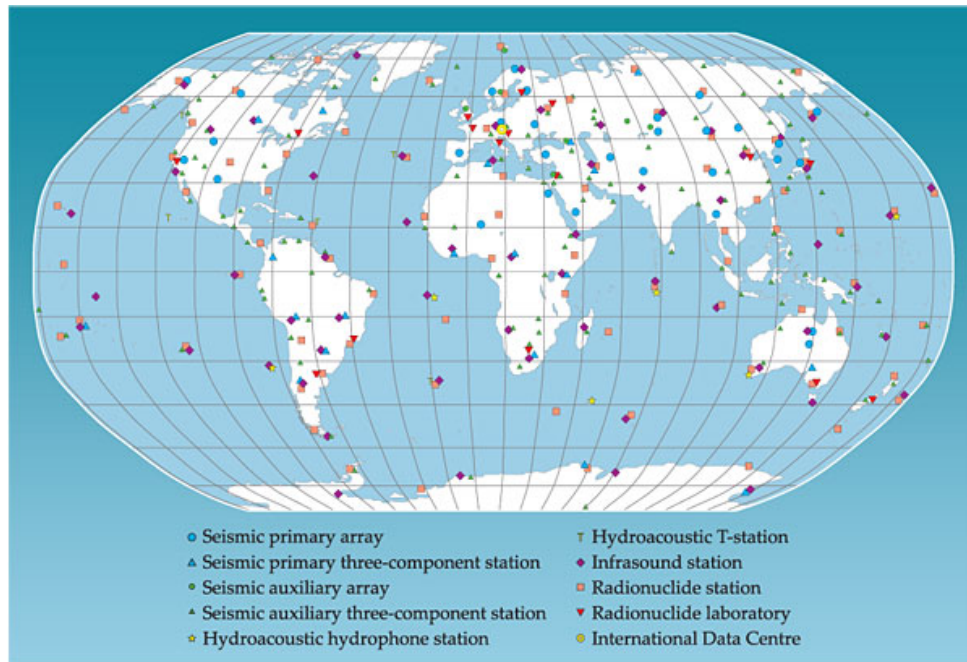 Seismic primary array
Seismic primary three-component station
Seismic auxiliary array
Seismic auxiliary three-component station
Hydroacoustic hydrophone station
Hydroacoustic T-station
Infrasound station
Radionuclide station
Radionuclide laboratory
International Data Centre